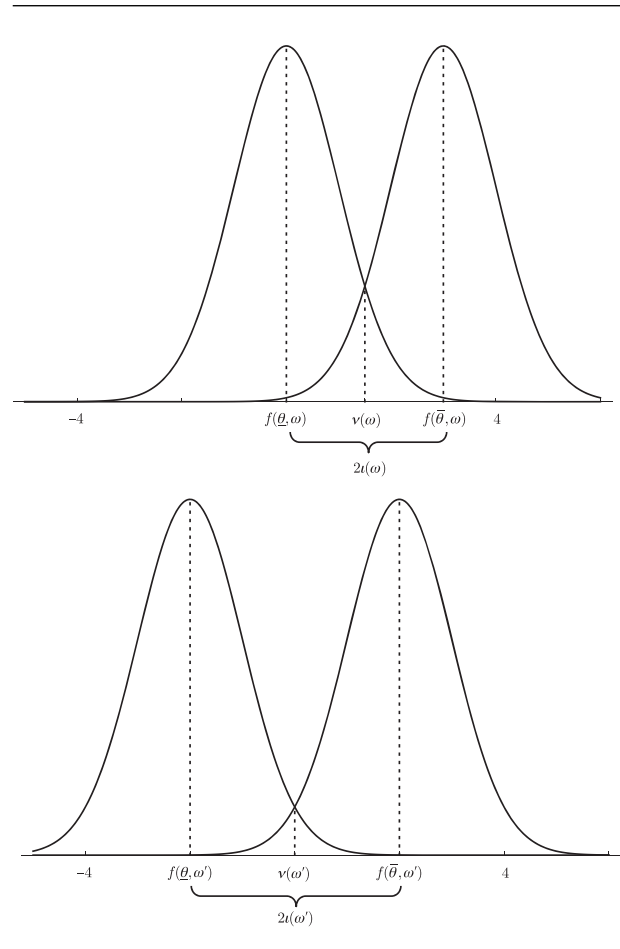 −4 f(θ̲, ω) ν(ω) f(θ̅, ω) 4
2ι(ω)
−4 f(θ̲, ω′) ν(ω′) f(θ̅, ω′) 4
2ι(ω′)